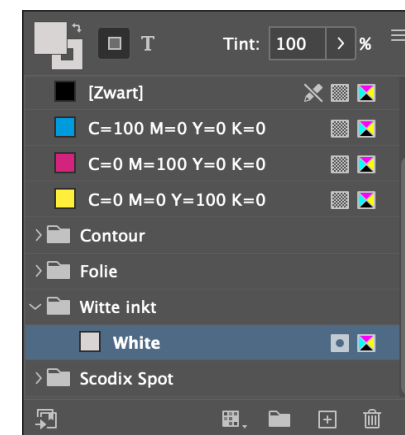 T Tint: 100 %
[Zwart]
C=100 M=0 Y=0 K=0
C=0 M=100 Y=0 K=0
C=0 M=0 Y=100 K=0
Contour
Folie
Witte inkt
White
Scodix Spot